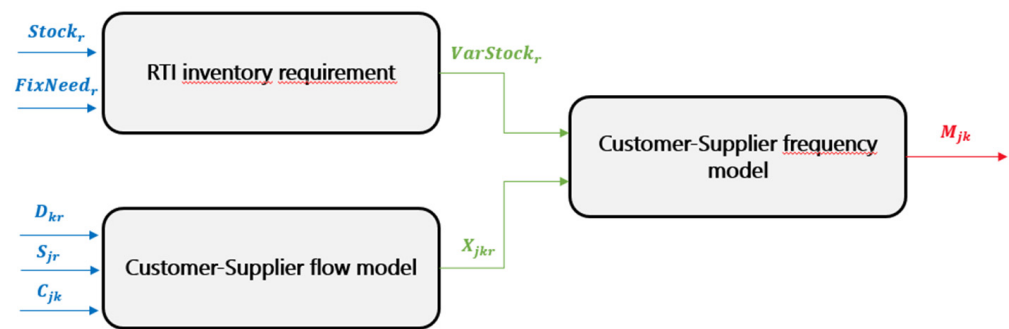 Stock_r
FixNeed_r
RTI inventory requirement
VarStock_r
D_kr
S_jr
C_jk
Customer-Supplier flow model
X_jkr
Customer-Supplier frequency
model
M_jk